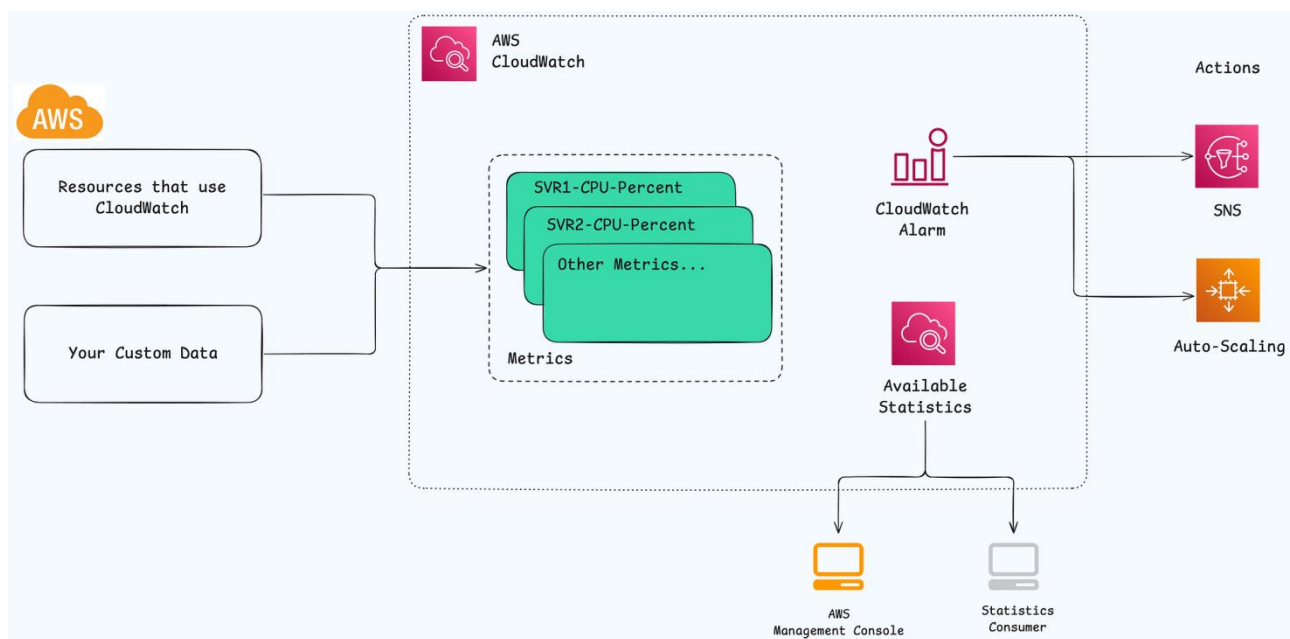 AWS
CloudWatch
Actions
AWS
Resources that use
CloudWatch
Your Custom Data
SVR1-CPU-Percent
SVR2-CPU-Percent
Other Metrics...
Metrics
CloudWatch
Alarm
SNS
Auto-Scaling
Available
Statistics
AWS
Management Console
Statistics
Consumer